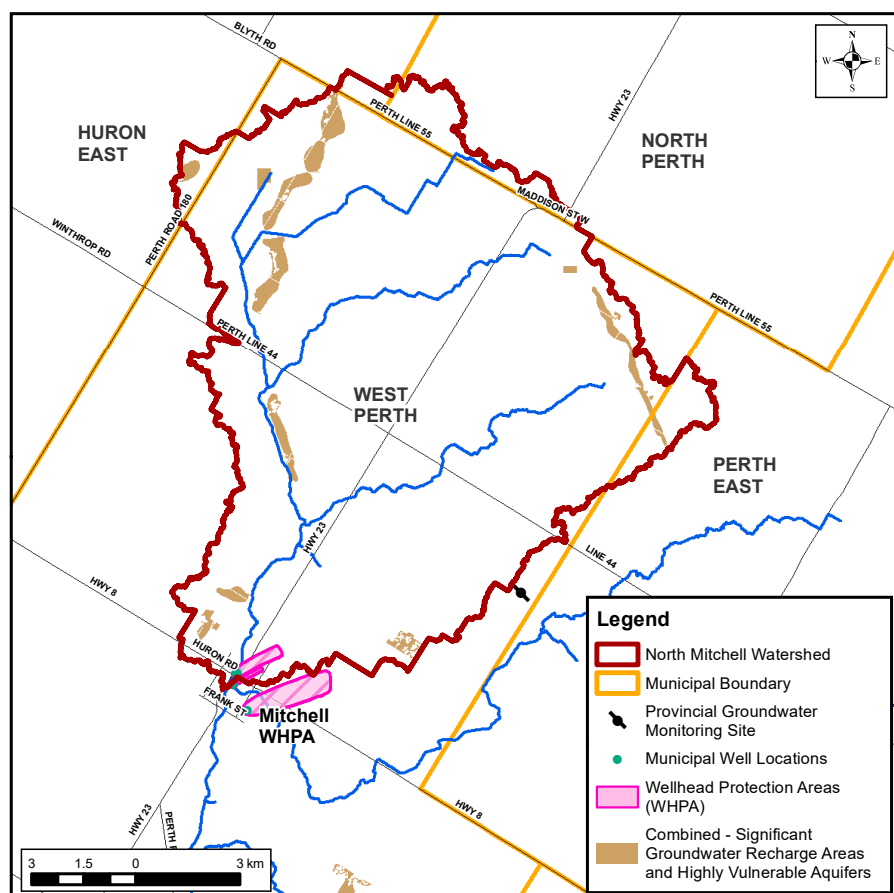 BLYTH RD
N
W E
S
HWY 23
PERTH LINE 55
HURON
EAST
NORTH
PERTH
MADDISON ST W
PERTH ROAD 180
WINTHROP RD
PERTH LINE 55
PERTH LINE 44
WEST
PERTH
PERTH
EAST
HWY 23
LINE 44
HWY 8
HURON RD
FRANK ST
Mitchell
WHPA
HWY 23
HWY 8
3 1.5 0 3 km
Legend
North Mitchell Watershed
Municipal Boundary
Provincial Groundwater
Monitoring Site
Municipal Well Locations
Wellhead Protection Areas
(WHPA)
Combined - Significant
Groundwater Recharge Areas
and Highly Vulnerable Aquifers